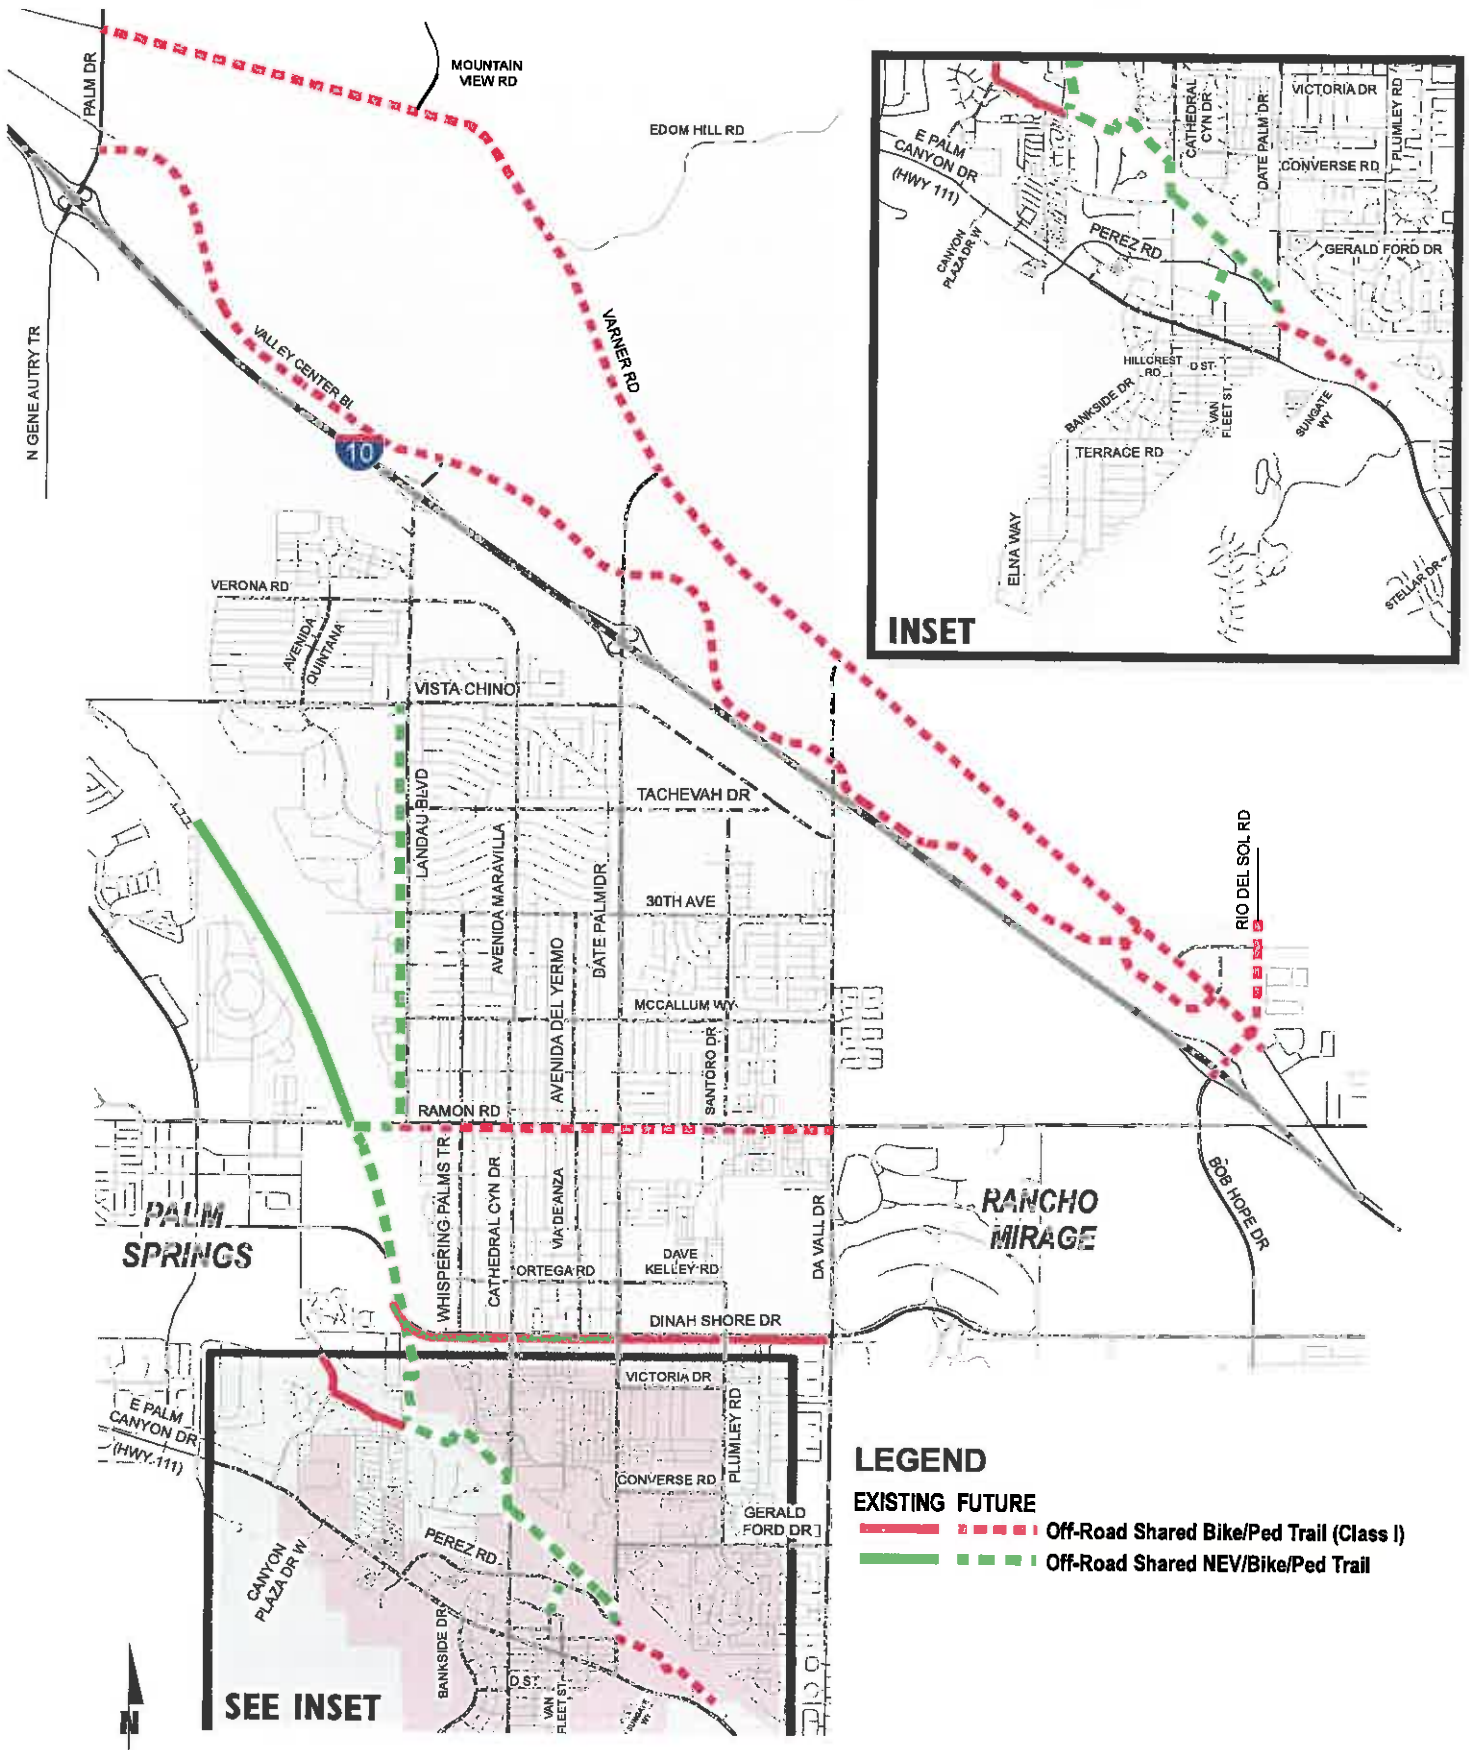 PALM DR
MOUNTAIN
VIEW RD
EDOM HILL RD
N GENE AUTRY TR
VALLEY CENTER Bl
VARNER RD
10
VERONA RD
AVENIDA
QUINTANA
VISTA CHINO
LANDAU BLVD
TACHEVAH DR
AVENIDA MARAVILLA
30TH AVE
AVENIDA DEL YERMO
DATE PALM DR
MCCALLUM WY
SANTORO DR
RIO DEL SOL RD
RAMON RD
PALM
SPRINGS
WHISPERING PALMS TR
CATHEDRAL CYN DR
VIA DE ANZA
ORTEGA RD
DAVE
KELLEY RD
DA VALL DR
RANCHO
MIRAGE
BOB HOPE DR
DINAH SHORE DR
VICTORIA DR
E PALM
CANYON DR
(HWY 111)
PLUMLEY RD
CONVERSE RD
GERALD
FORD DR
CANYON
PLAZA DR W
PEREZ RD
BANKSIDE DR
D ST
VAN
FLEET ST
SUNGATE
WY
SEE INSET
N
CATHEDRAL
CYN DR
DATE PALM DR
VICTORIA DR
PLUMLEY RD
E PALM
CANYON DR
(HWY 111)
CONVERSE RD
CANYON
PLAZA DR W
PEREZ RD
GERALD FORD DR
HILLCREST
RD
D ST
BANKSIDE DR
VAN
FLEET ST
SUNGATE
WY
TERRACE RD
ELNA WAY
STELLAR DR
INSET
LEGEND
EXISTING FUTURE
Off-Road Shared Bike/Ped Trail (Class I)
Off-Road Shared NEV/Bike/Ped Trail